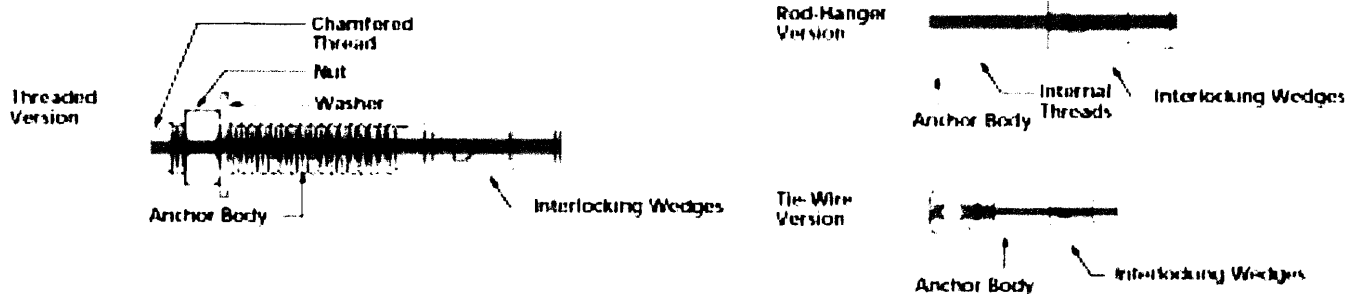 Chamfered
Thread
Nut
Washer
Threaded
Version
Anchor Body
Interlocking Wedges
Rod-Hanger
Version
Internal
Threads
Interlocking Wedges
Anchor Body
Tie-Wire
Version
Anchor Body
Interlocking Wedges